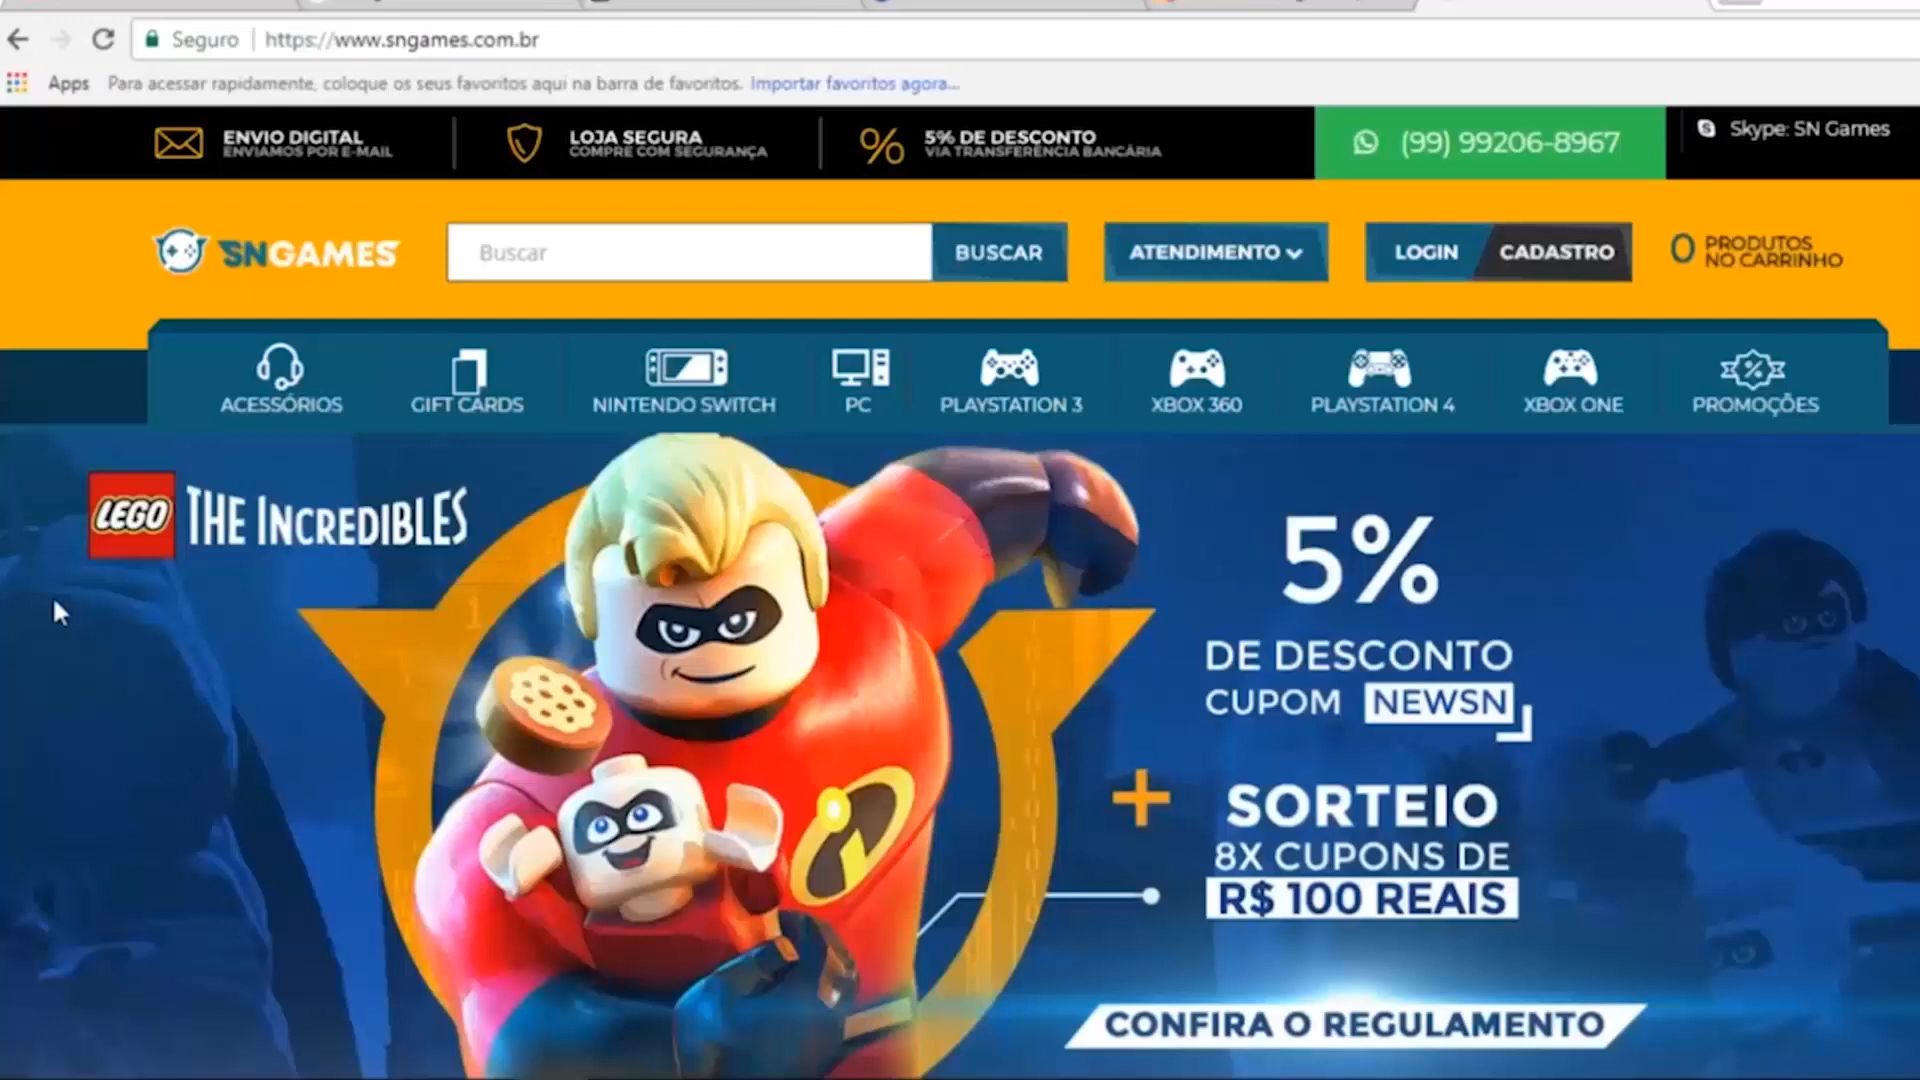 Seguro https://www.sngames.com.br
Apps Para acessar rapidamente, coloque os seus favoritos aqui na barra de favoritos. Importar favoritos agora...
ENVIO DIGITAL
ENVIAMOS POR E-MAIL
LOJA SEGURA
COMPRE COM SEGURANÇA
5% DE DESCONTO
VIA TRANSFERÊNCIA BANCÁRIA
(99) 99206-8967
Skype: SN Games
SNGAMES
Buscar
BUSCAR
ATENDIMENTO
LOGIN
CADASTRO
0 PRODUTOS
NO CARRINHO
ACESSÓRIOS
GIFT CARDS
NINTENDO SWITCH
PC
PLAYSTATION 3
XBOX 360
PLAYSTATION 4
XBOX ONE
PROMOÇÕES
LEGO THE INCREDIBLES
5%
DE DESCONTO
CUPOM NEWSN
+ SORTEIO
8X CUPONS DE
R$ 100 REAIS
CONFIRA O REGULAMENTO